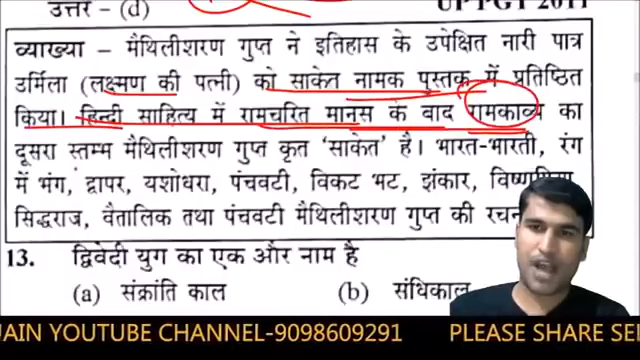 उत्तर – (d) UP PGT 2011
व्याख्या – मैथिलीशरण गुप्त ने इतिहास के उपेक्षित नारी पात्र
उर्मिला (लक्ष्मण की पत्नी) को साकेत नामक पुस्तक में प्रतिष्ठित
किया। हिन्दी साहित्य में रामचरित मानस के बाद रामकाव्य का
दूसरा स्तम्भ मैथिलीशरण गुप्त कृत 'साकेत' है। भारत-भारती, रंग
में भंग, द्वापर, यशोधरा, पंचवटी, विकट भट, झंकार,
सिद्धराज, वैतालिक तथा पंचवटी मैथिलीशरण गुप्त की
13. द्विवेदी युग का एक और नाम है
(a) संक्रांति काल (b) संधिकाल
JAIN YOUTUBE CHANNEL-9098609291 PLEASE SHARE